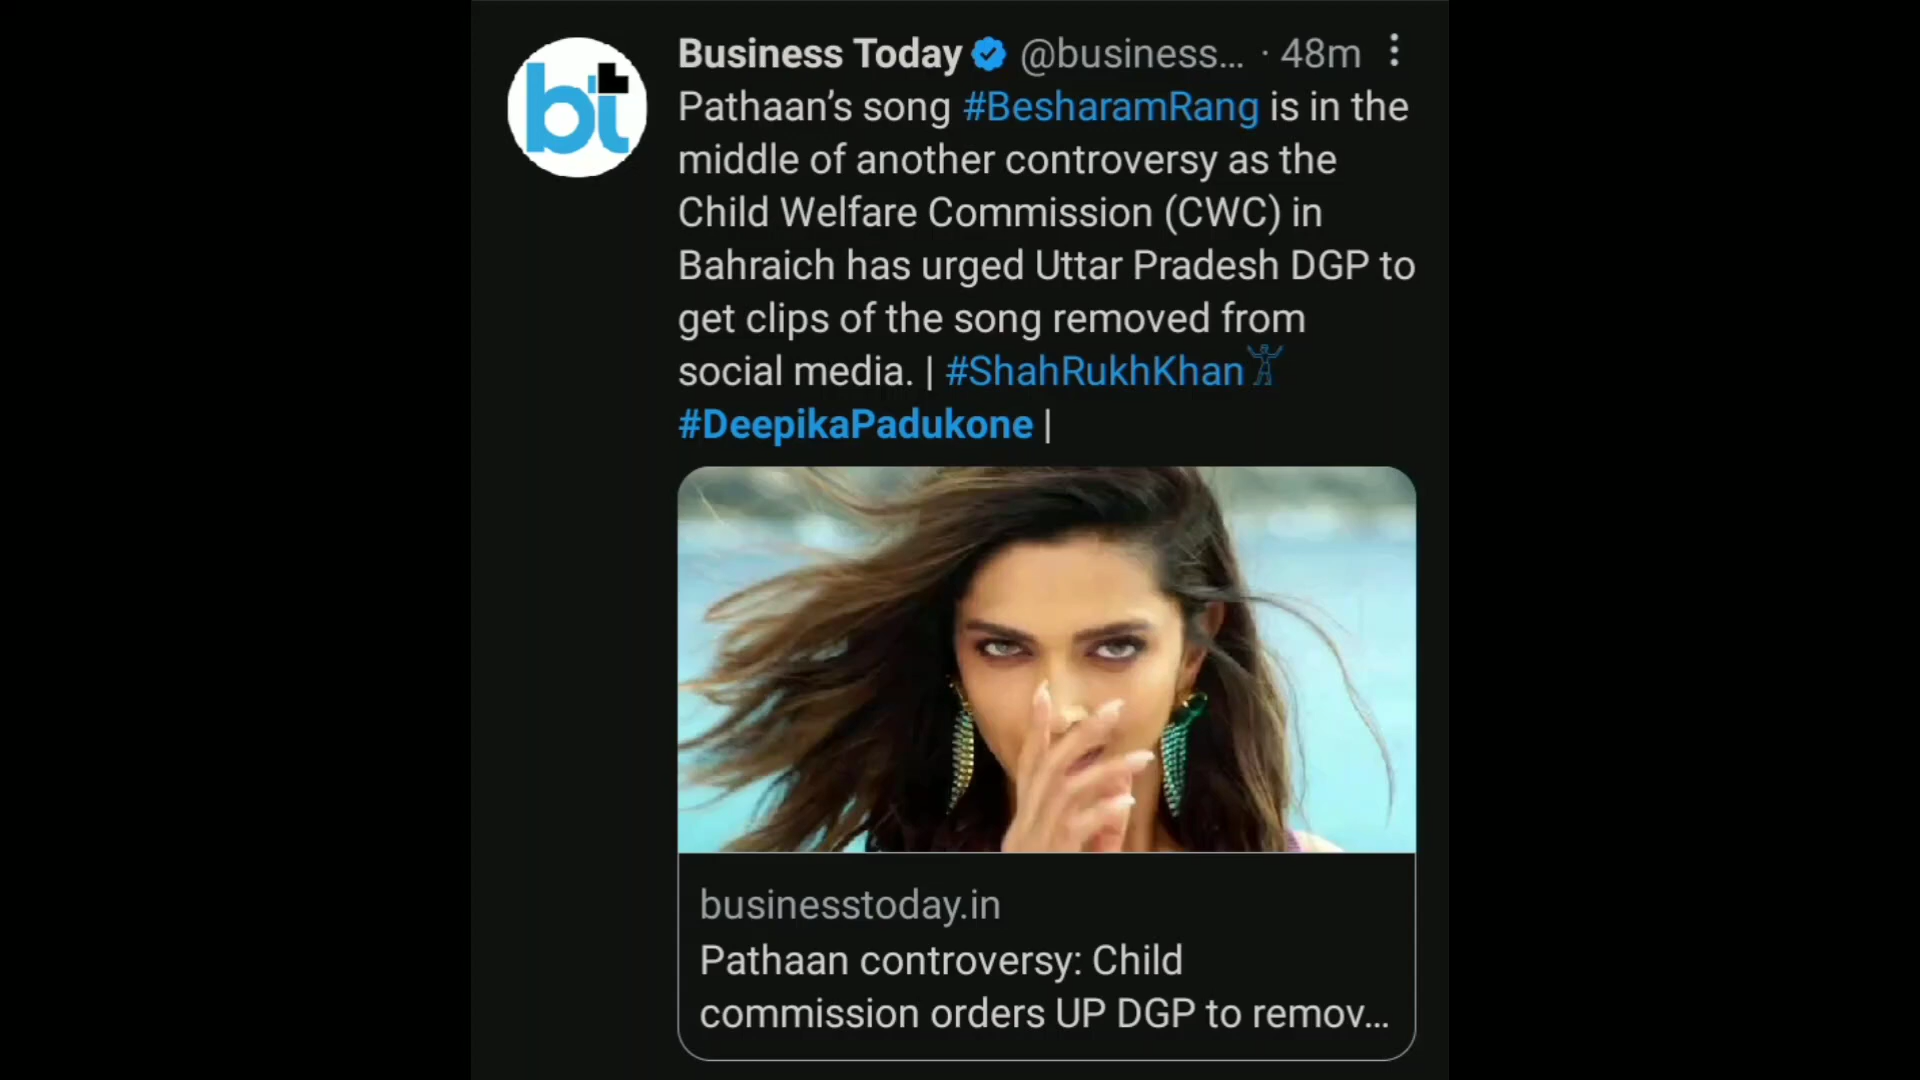 bt
Business Today @business... · 48m
Pathaan's song #BesharamRang is in the
middle of another controversy as the
Child Welfare Commission (CWC) in
Bahraich has urged Uttar Pradesh DGP to
get clips of the song removed from
social media. | #ShahRukhKhan
#DeepikaPadukone |
businesstoday.in
Pathaan controversy: Child
commission orders UP DGP to remov...